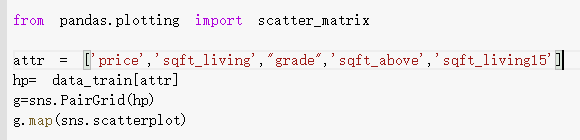 from pandas.plotting import scatter_matrix
attr = ['price','sqft_living',"grade",'sqft_above','sqft_living15']
hp= data_train[attr]
g=sns.PairGrid(hp)
g.map(sns.scatterplot)